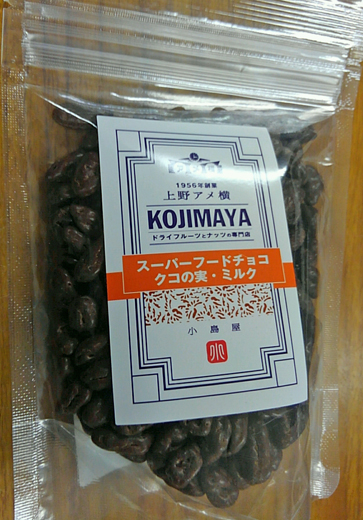 1956年創業
上野アメ横
KOJIMAYA
ドライフルーツとナッツの専門店
スーパーフードチョコ
クコの実・ミルク
小島屋
小